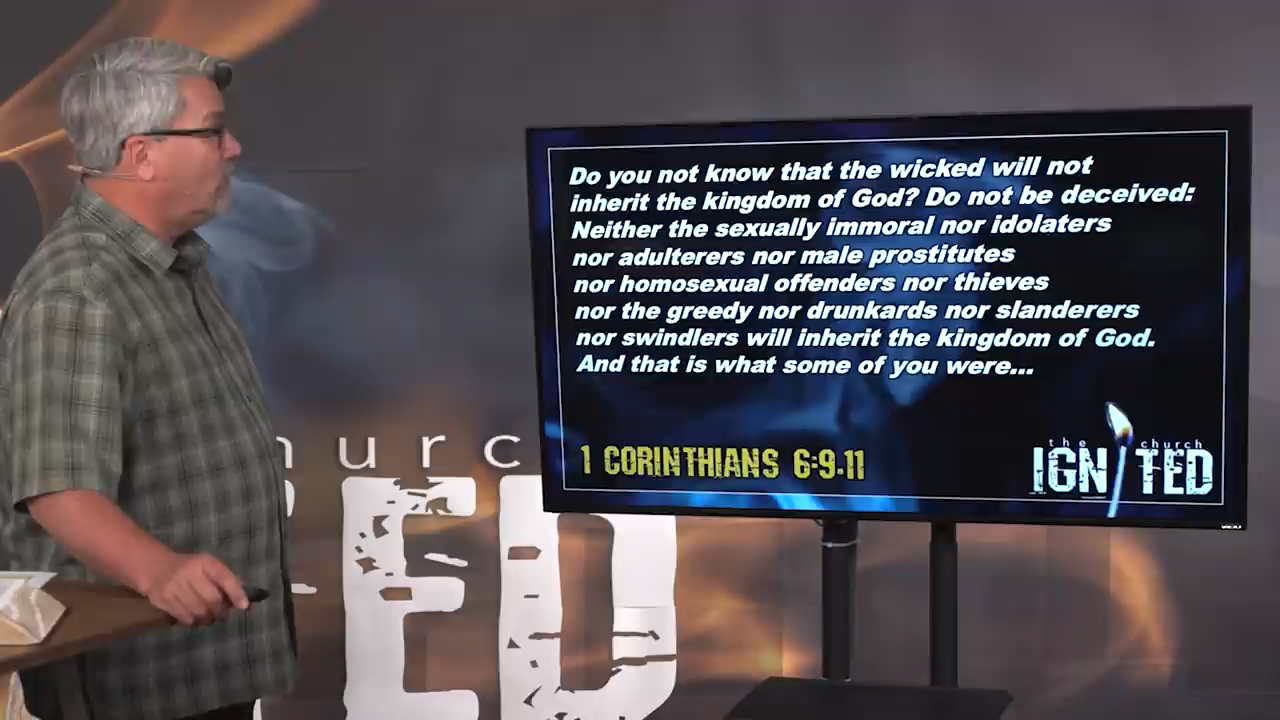 Do you not know that the wicked will not
inherit the kingdom of God? Do not be deceived:
Neither the sexually immoral nor idolaters
nor adulterers nor male prostitutes
nor homosexual offenders nor thieves
nor the greedy nor drunkards nor slanderers
nor swindlers will inherit the kingdom of God.
And that is what some of you were...
1 CORINTHIANS 6:9-11
the church
IGNITED
hurc
ED